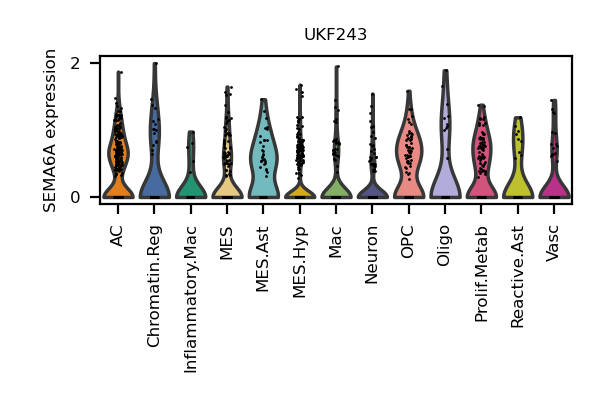 UKF243
SEMA6A expression
2
0
AC
Chromatin.Reg
Inflammatory.Mac
MES
MES.Ast
MES.Hyp
Mac
Neuron
OPC
Oligo
Prolif.Metab
Reactive.Ast
Vasc